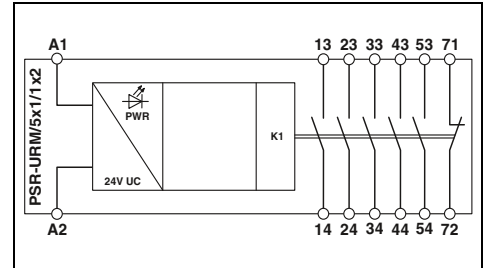 A1 13 23 33 43 53 71
PSR-URM/5x1/1x2
PWR
K1
24V UC
A2 14 24 34 44 54 72